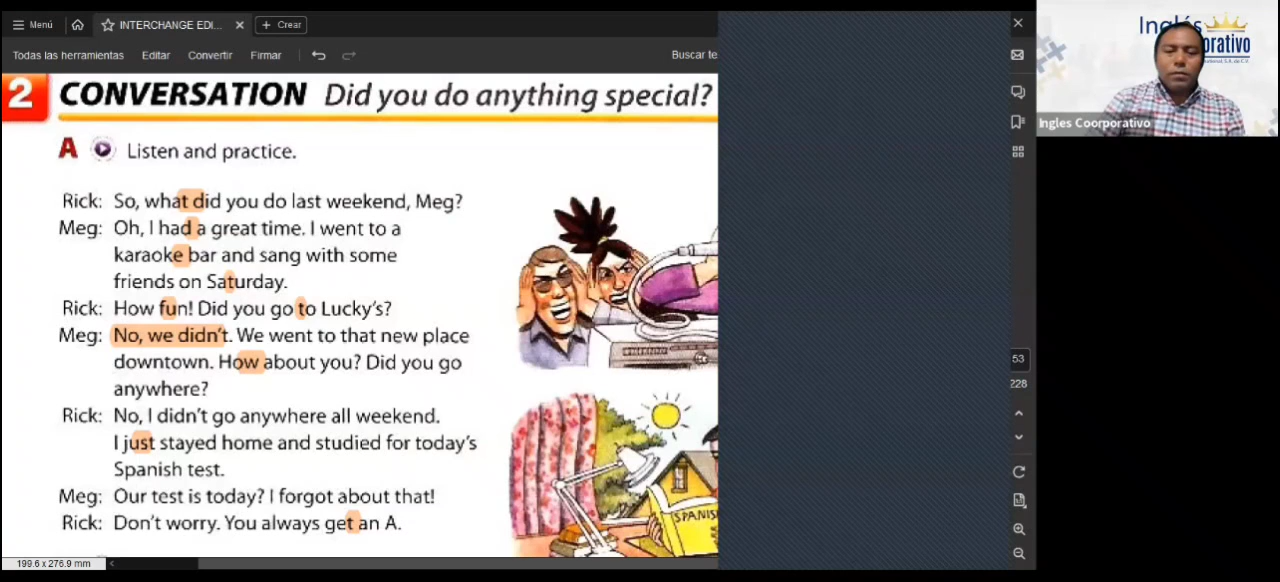 Menú
INTERCHANGE EDI...
+ Crear
Todas las herramientas Editar Convertir Firmar
Buscar te
2 CONVERSATION Did you do anything special?
A Listen and practice.
Rick: So, what did you do last weekend, Meg?
Meg: Oh, I had a great time. I went to a
karaoke bar and sang with some
friends on Saturday.
Rick: How fun! Did you go to Lucky's?
Meg: No, we didn't. We went to that new place
downtown. How about you? Did you go
anywhere?
Rick: No, I didn't go anywhere all weekend.
I just stayed home and studied for today's
Spanish test.
Meg: Our test is today? I forgot about that!
Rick: Don't worry. You always get an A.
SPANIS
199.6 x 276.9 mm
53
228
Inglés
orativo
Ingles Coorporativo